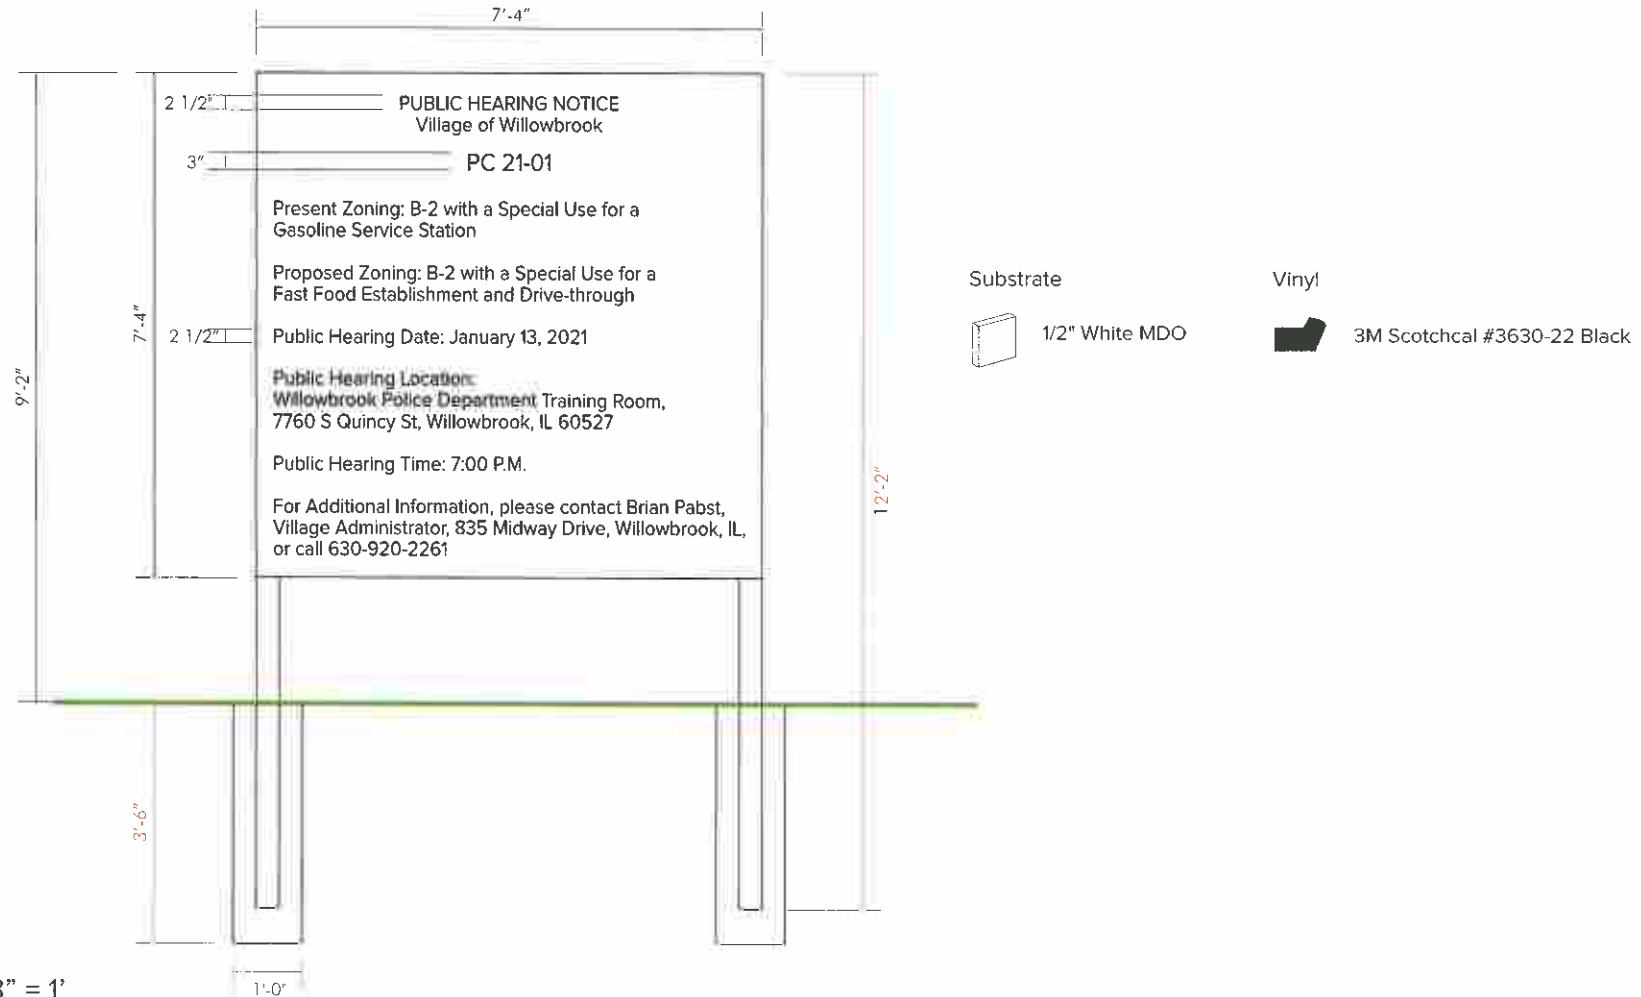 7'-4"
2 1/2"
PUBLIC HEARING NOTICE
Village of Willowbrook
3"
PC 21-01
Present Zoning: B-2 with a Special Use for a
Gasoline Service Station
Proposed Zoning: B-2 with a Special Use for a
Fast Food Establishment and Drive-through
7'-4"
2 1/2"
Public Hearing Date: January 13, 2021
9'-2"
Public Hearing Location:
Willowbrook Police Department Training Room,
7760 S Quincy St, Willowbrook, IL 60527
Public Hearing Time: 7:00 P.M.
For Additional Information, please contact Brian Pabst,
Village Administrator, 835 Midway Drive, Willowbrook, IL,
or call 630-920-2261
12'-2"
Substrate
1/2" White MDO
Vinyl
3M Scotchcal #3630-22 Black
3'-6"
1'-0"
= 1'